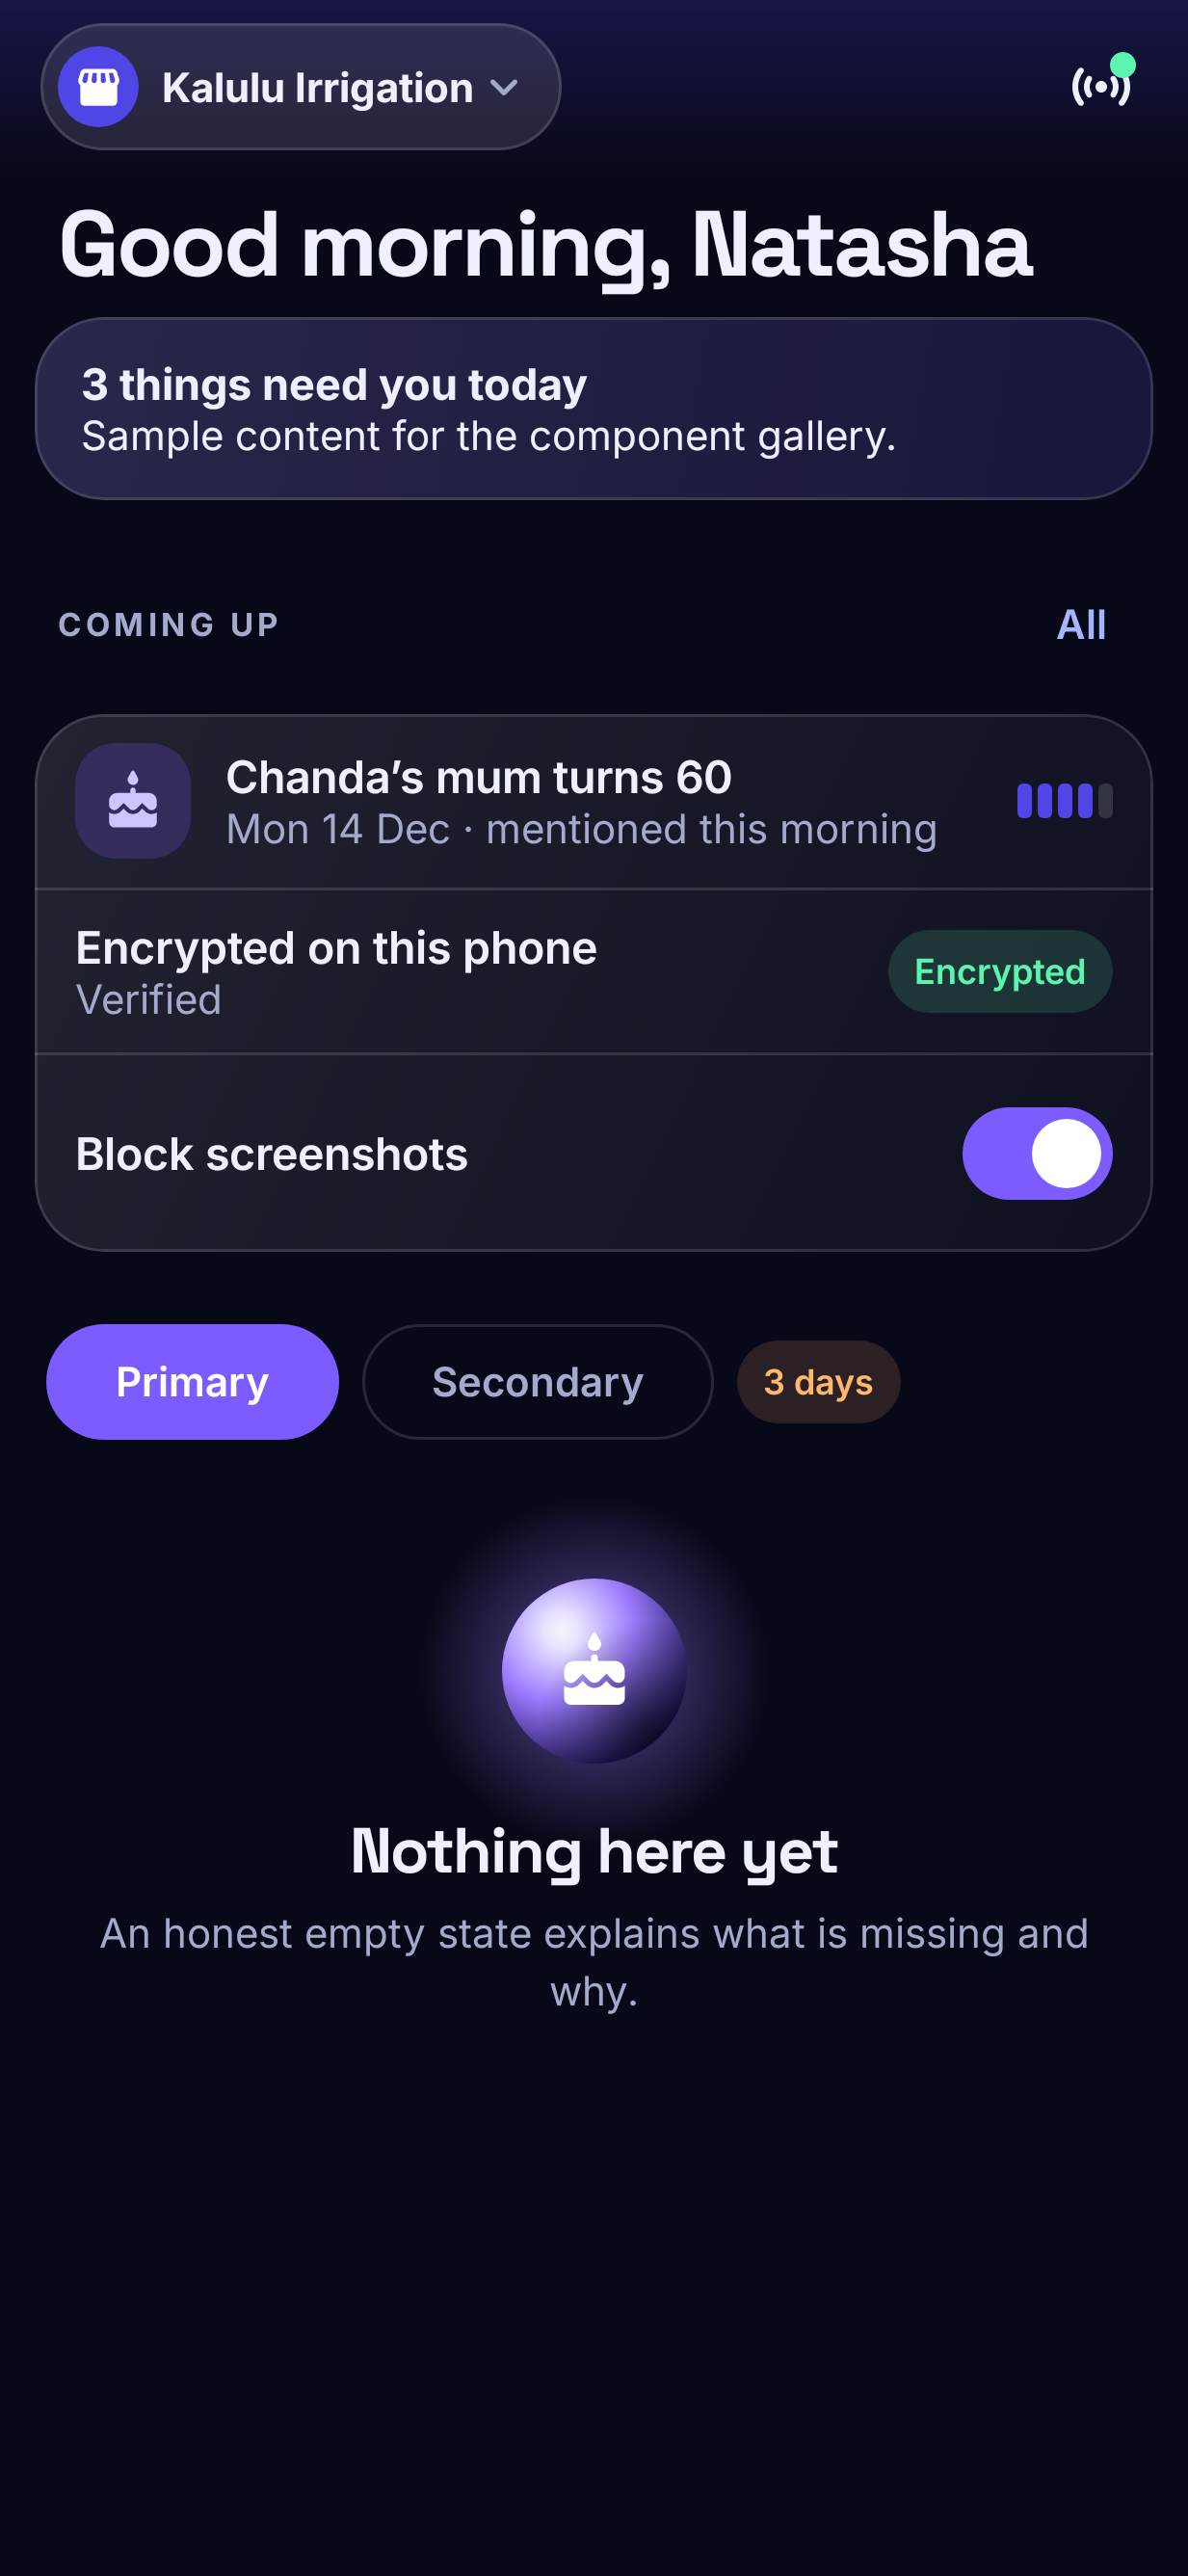 Kalulu Irrigation
Good morning, Natasha
3 things need you today
Sample content for the component gallery.
COMING UP
All
Chanda’s mum turns 60
Mon 14 Dec · mentioned this morning
Encrypted on this phone
Verified
Encrypted
Block screenshots
Primary
Secondary
3 days
Nothing here yet
An honest empty state explains what is missing and
why.